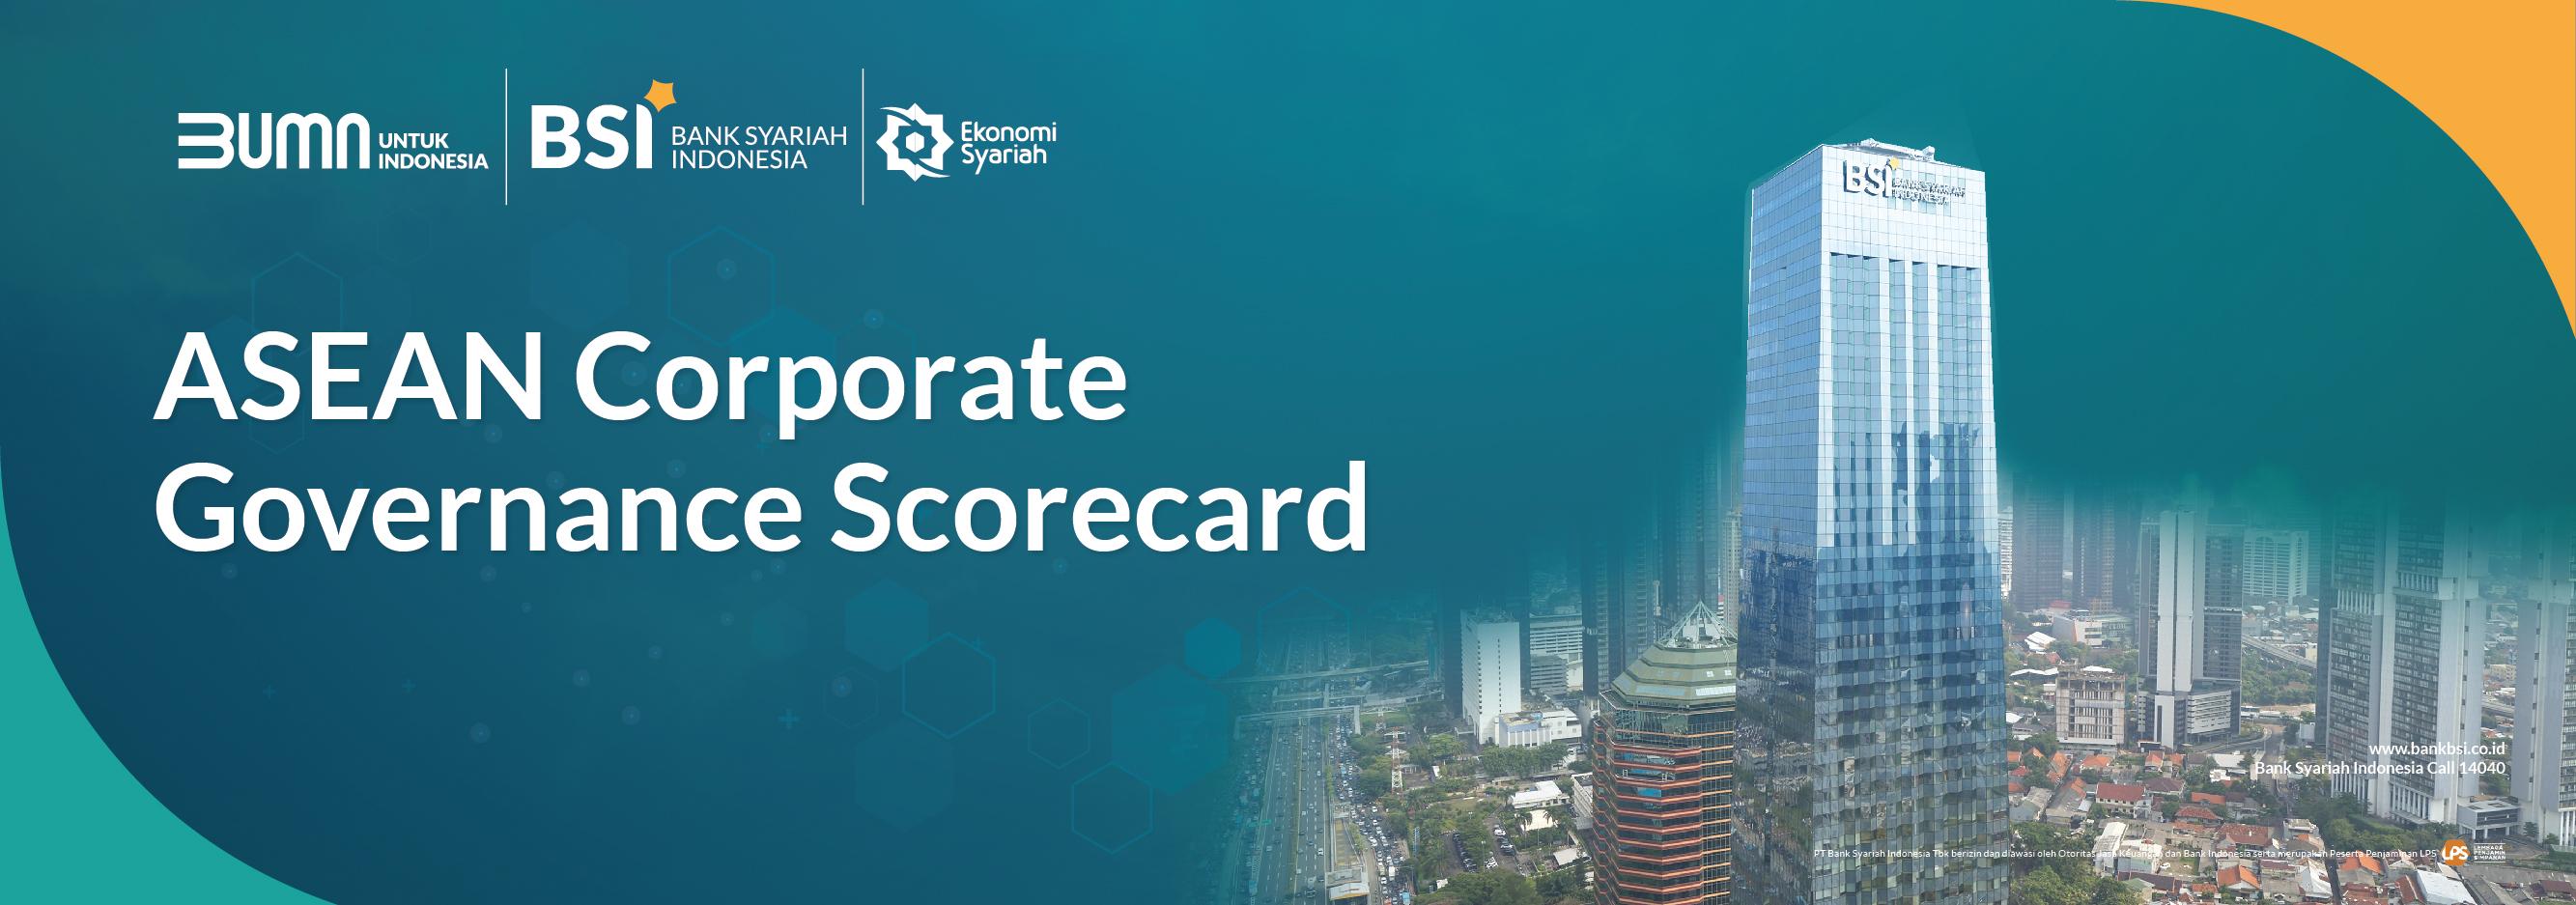 BUMN UNTUK
INDONESIA
BSI BANK SYARIAH
INDONESIA
Ekonomi
Syariah
BSI BANK SYARIAH
INDONESIA
ASEAN Corporate
Governance Scorecard
www.bankbsi.co.id
Bank Syariah Indonesia Call 14040
PT Bank Syariah Indonesia Tbk berizin dan diawasi oleh Otoritas Jasa Keuangan dan Bank Indonesia serta merupakan Peserta Penjaminan LPS
LPS LEMBAGA
PENJAMIN
SIMPANAN